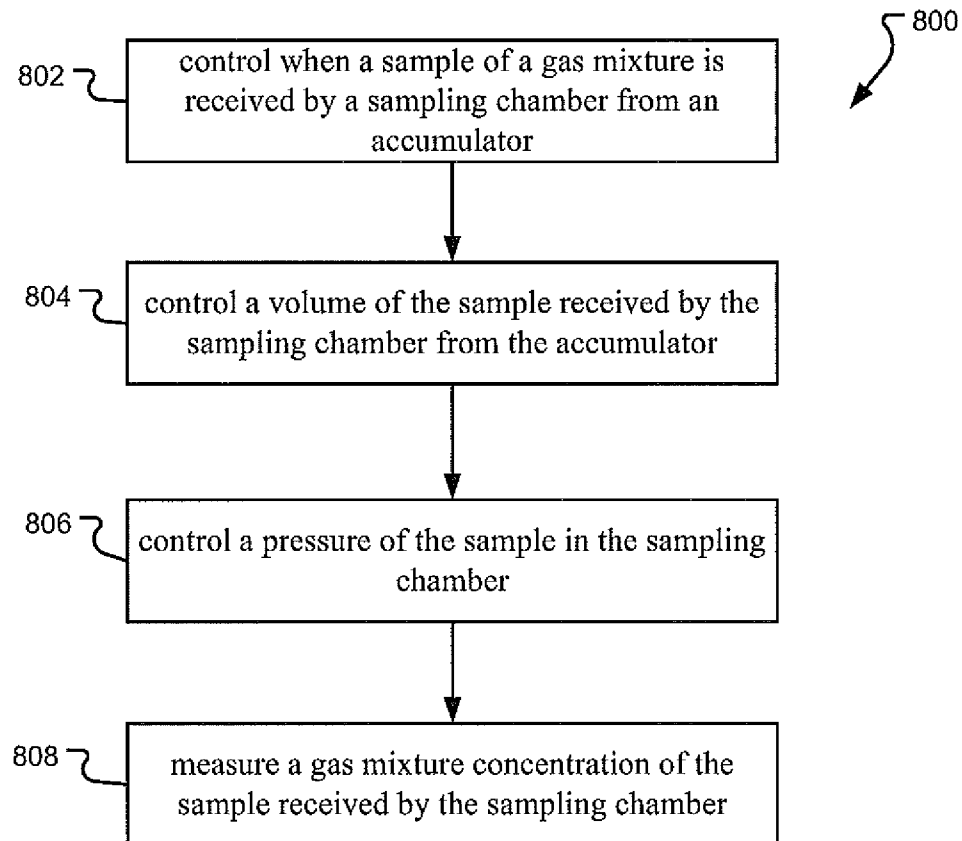 800
802
control when a sample of a gas mixture is
received by a sampling chamber from an
accumulator
804
control a volume of the sample received by the
sampling chamber from the accumulator
806
control a pressure of the sample in the sampling
chamber
808
measure a gas mixture concentration of the
sample received by the sampling chamber